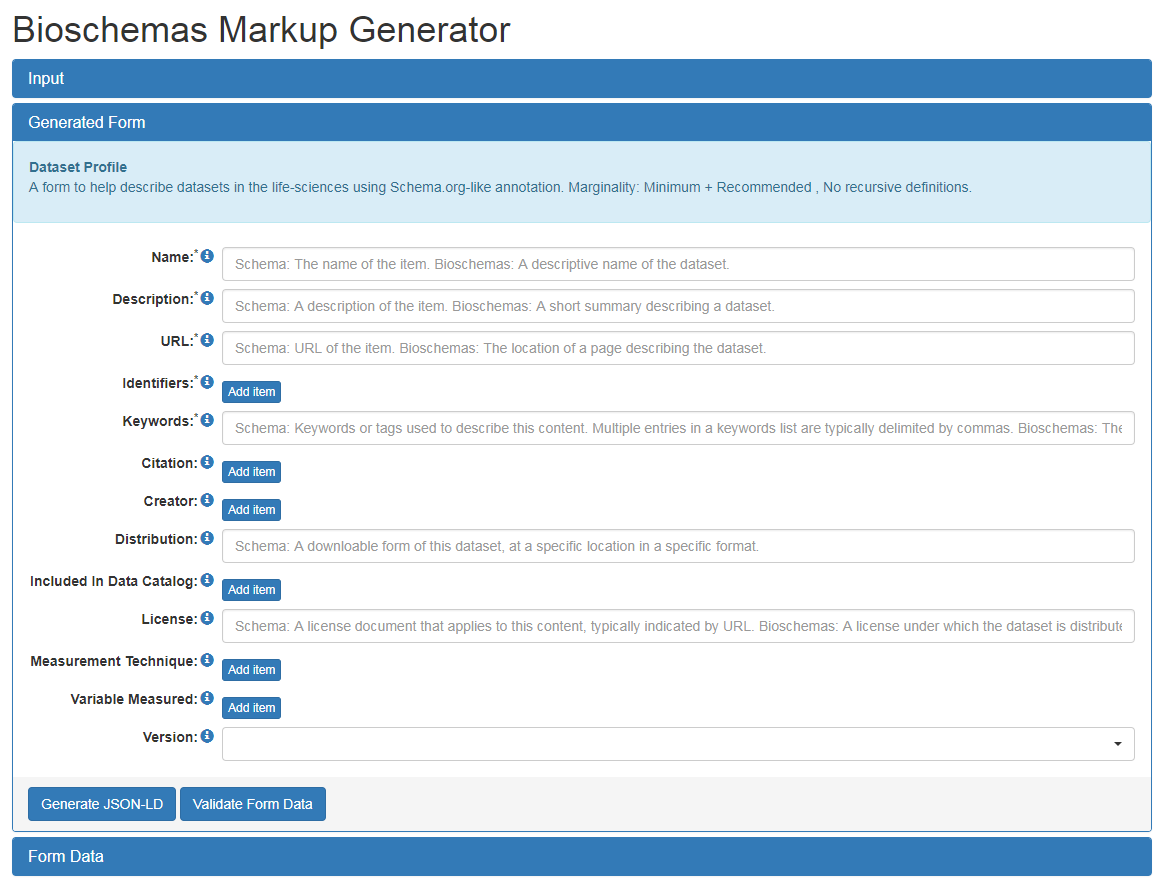 Bioschemas Markup Generator
Input
Generated Form
Dataset Profile
A form to help describe datasets in the life-sciences using Schema.org-like annotation. Marginality: Minimum + Recommended , No recursive definitions.
Name:* Schema: The name of the item. Bioschemas: A descriptive name of the dataset.
Description:* Schema: A description of the item. Bioschemas: A short summary describing a dataset.
URL:* Schema: URL of the item. Bioschemas: The location of a page describing the dataset.
Identifiers:* Add item
Keywords:* Schema: Keywords or tags used to describe this content. Multiple entries in a keywords list are typically delimited by commas. Bioschemas: The
Citation: Add item
Creator: Add item
Distribution: Schema: A downloable form of this dataset, at a specific location in a specific format.
Included In Data Catalog: Add item
License: Schema: A license document that applies to this content, typically indicated by URL. Bioschemas: A license under which the dataset is distribute
Measurement Technique: Add item
Variable Measured: Add item
Version:
Generate JSON-LD Validate Form Data
Form Data